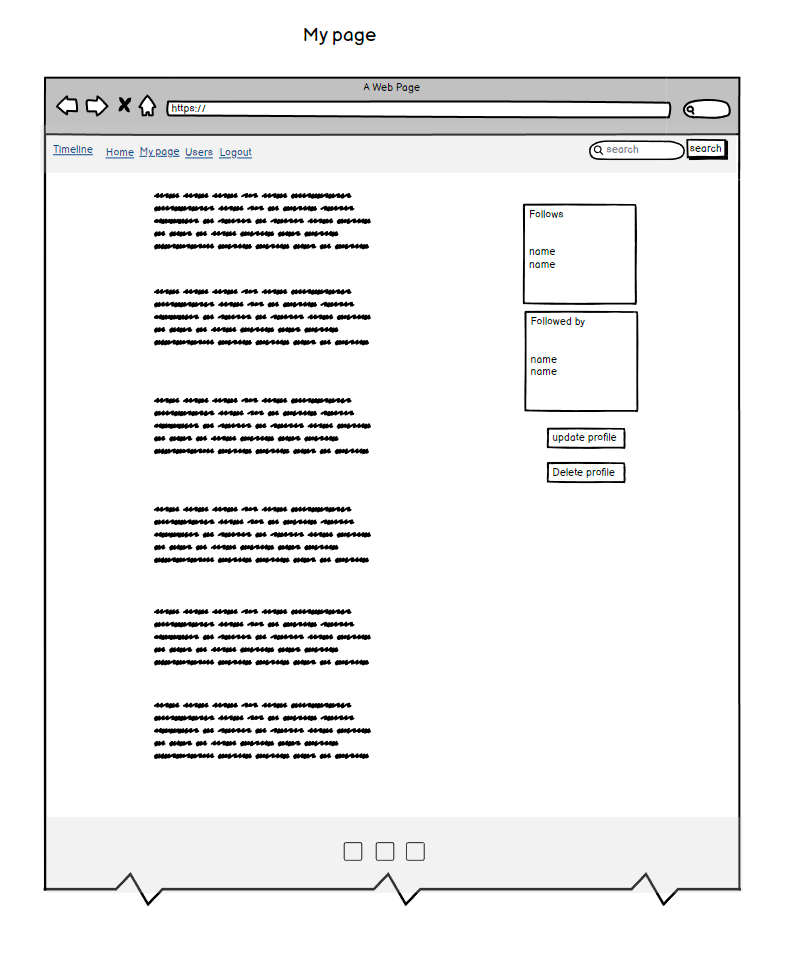 My page
A Web Page
https://
Timeline Home My page Users Logout search search
Follows
name
name
Followed by
name
name
update profile
Delete profile